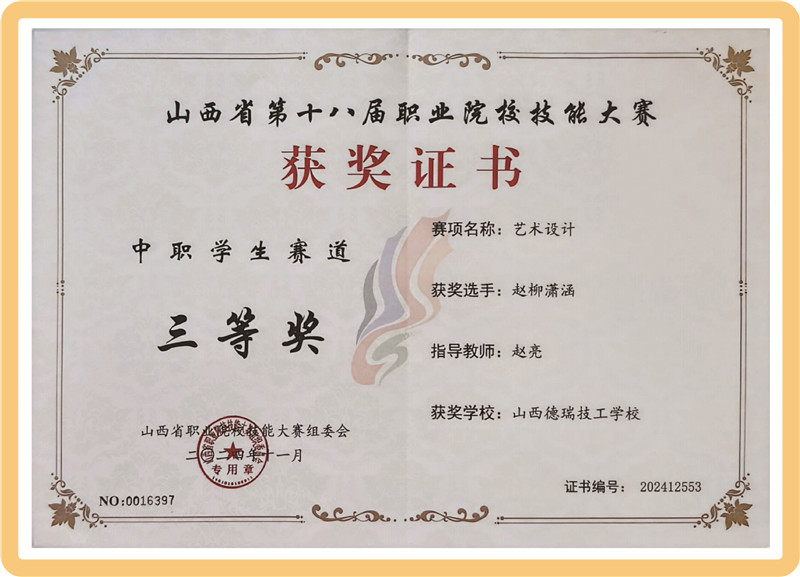 山西省第十八届职业院校技能大赛
获奖证书
中职学生赛道
三等奖
赛项名称：艺术设计
获奖选手：赵柳潇涵
指导教师：赵亮
获奖学校：山西德瑞技工学校
山西省职业院校技能大赛组委会
年十一月
专用章
NO:0016397
证书编号： 202412553